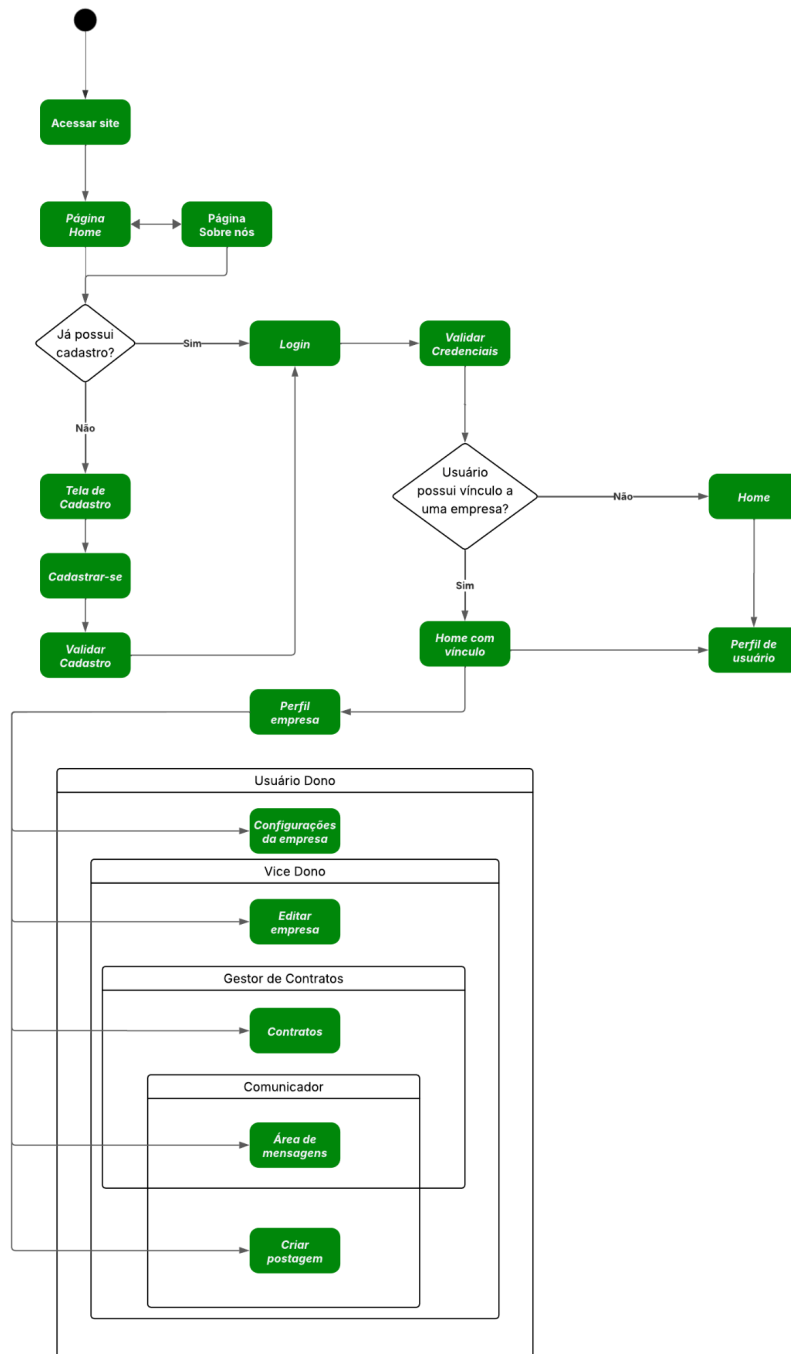 Acessar site
Página
Home
Página
Sobre nós
Já possui
cadastro?
Sim
Login
Validar
Credenciais
Não
Usuário
possui vínculo a
uma empresa?
Não
Home
Tela de
Cadastro
Cadastrar-se
Sim
Validar
Cadastro
Home com
vínculo
Perfil de
usuário
Perfil
empresa
Usuário Dono
Configurações
da empresa
Vice Dono
Editar
empresa
Gestor de Contratos
Contratos
Comunicador
Área de
mensagens
Criar
postagem